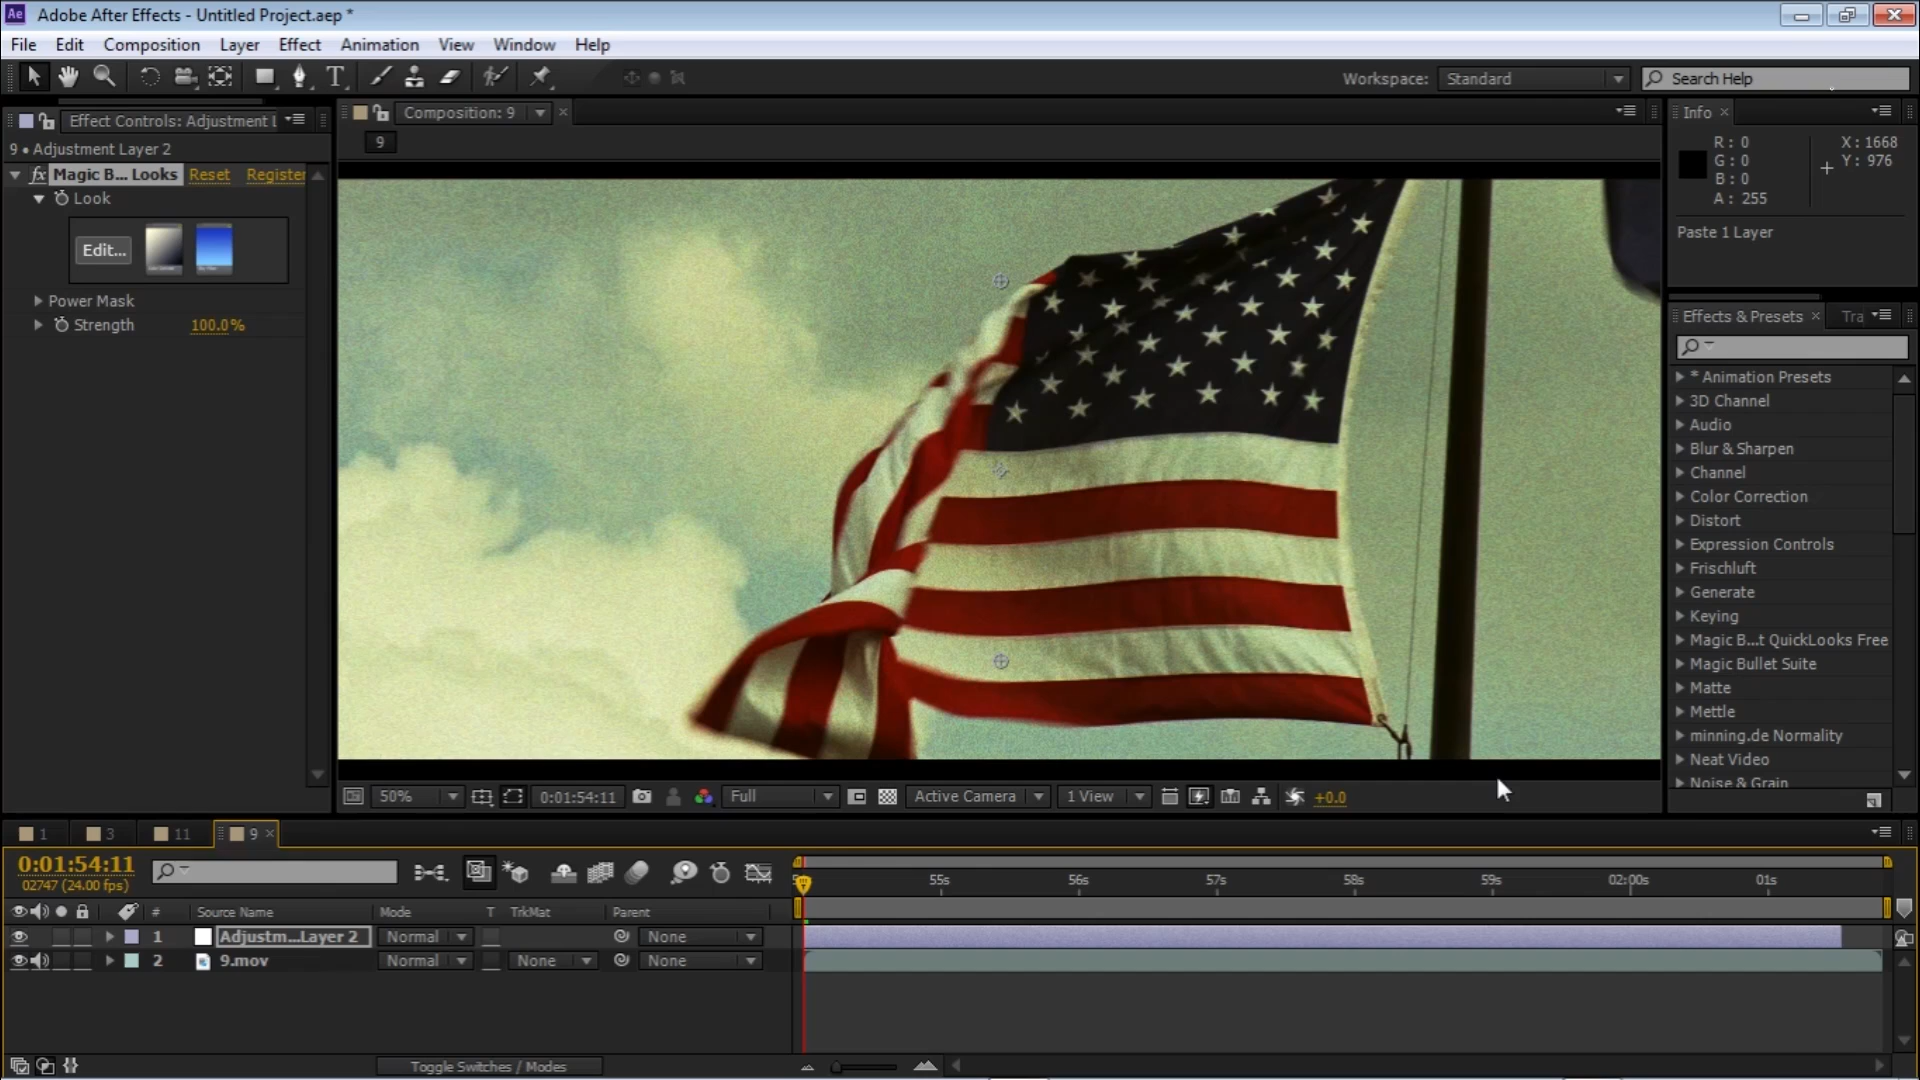 Ae Adobe After Effects - Untitled Project.aep *
File Edit Composition Layer Effect Animation View Window Help
T Workspace: Standard Search Help
Effect Controls: Adjustment L
9 • Adjustment Layer 2
fx Magic B... Looks Reset Register
Look
Edit...
Power Mask
Strength 100.0%
Composition: 9 ×
9
Info ×
R: 0 X: 1668
G: 0 Y: 976
B: 0
A: 255
Paste 1 Layer
Effects & Presets × Tra
* Animation Presets
3D Channel
Audio
Blur & Sharpen
Channel
Color Correction
Distort
Expression Controls
Frischluft
Generate
Keying
Magic B...t QuickLooks Free
Magic Bullet Suite
Matte
Mettle
minning.de Normality
Neat Video
Noise & Grain
50% 0:01:54:11 Full Active Camera 1 View +0.0
1 3 11 9 ×
0:01:54:11
02747 (24.00 fps)
55s 56s 57s 58s 59s 02:00s 01s
# Source Name Mode T TrkMat Parent
1 Adjustm...Layer 2 Normal None
2 9.mov Normal None None
Toggle Switches / Modes